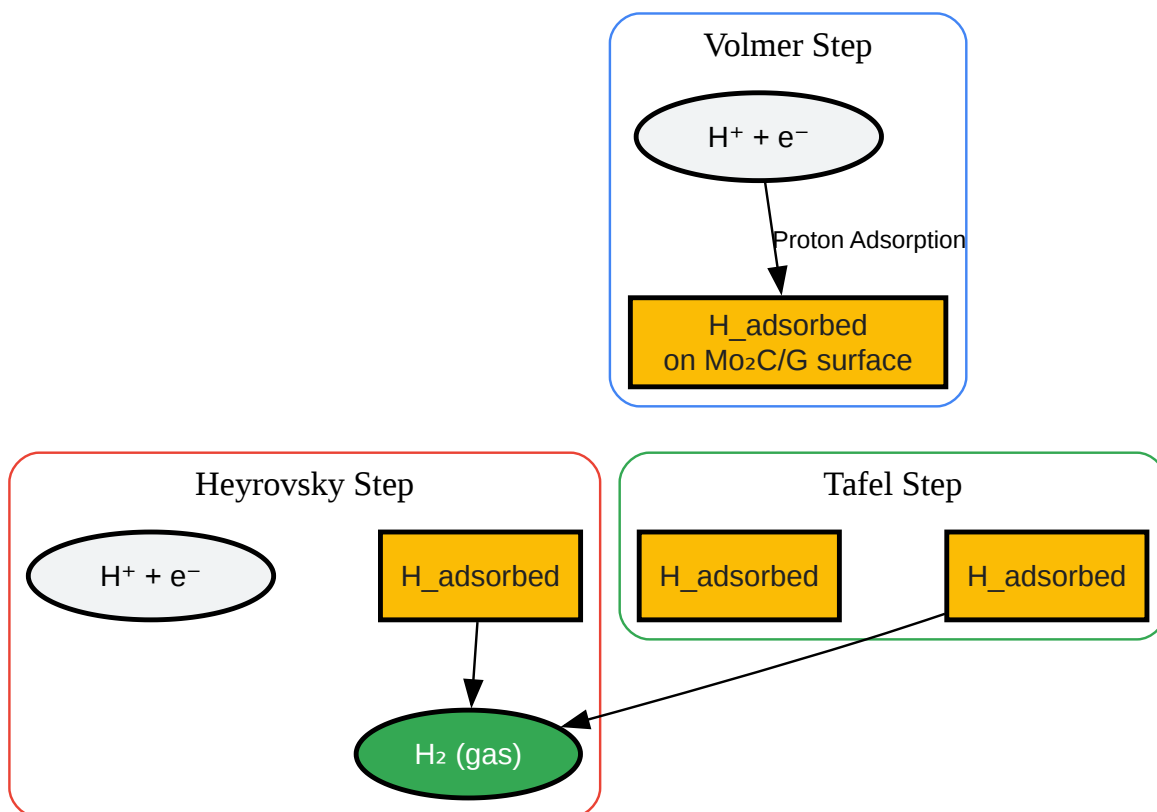 Volmer Step
H⁺ + e⁻
Proton Adsorption
H_adsorbed
on Mo₂C/G surface
Heyrovsky Step
H⁺ + e⁻
H_adsorbed
H₂ (gas)
Tafel Step
H_adsorbed
H_adsorbed